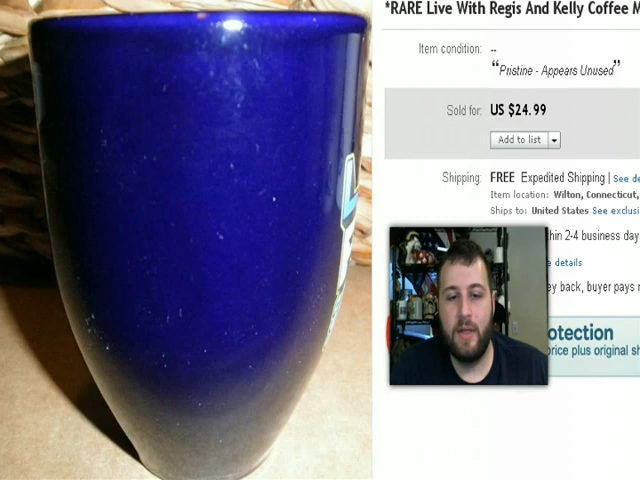 *RARE Live With Regis And Kelly Coffee M
Item condition: --
“Pristine - Appears Unused”
Sold for: US $24.99
Add to list
Shipping: FREE Expedited Shipping | See de
Item location: Wilton, Connecticut,
Ships to: United States See exclusi
hin 2-4 business day
e details
ey back, buyer pays r
otection
price plus original sh